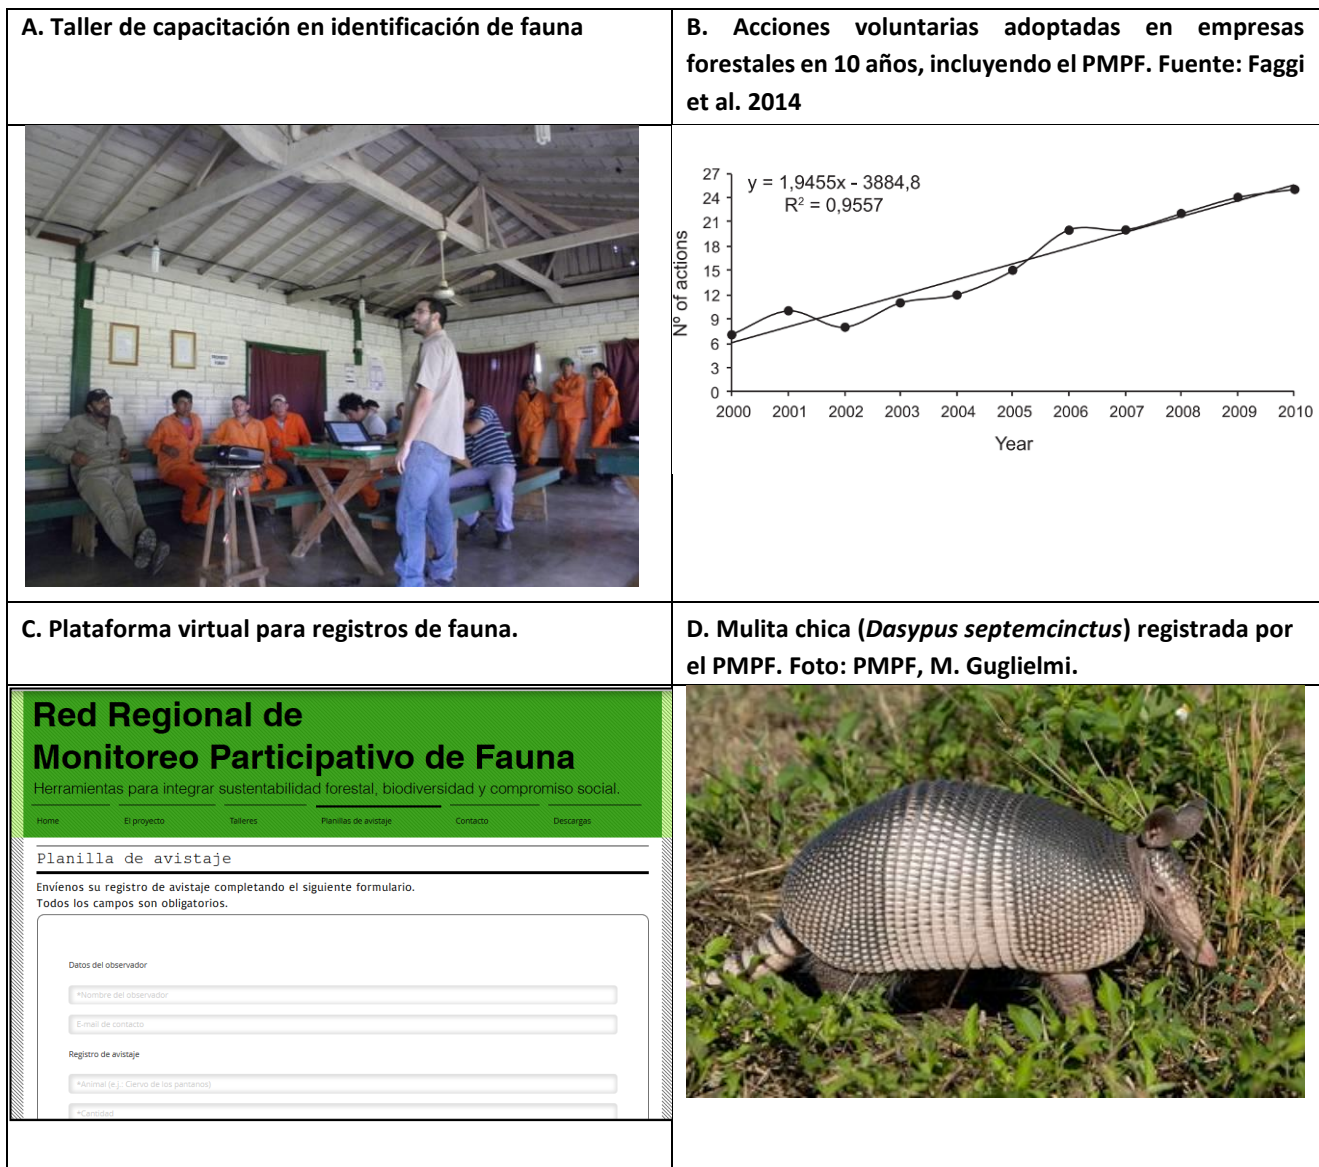 A. Taller de capacitación en identificación de fauna
B. Acciones voluntarias adoptadas en empresas
forestales en 10 años, incluyendo el PMPF. Fuente: Faggi
et al. 2014
y = 1,9455x - 3884,8
R² = 0,9557
Nº of actions
27
24
21
18
15
12
9
6
3
0
2000 2001 2002 2003 2004 2005 2006 2007 2008 2009 2010
Year
C. Plataforma virtual para registros de fauna.
D. Mulita chica (Dasypus septemcinctus) registrada por
el PMPF. Foto: PMPF, M. Guglielmi.
Red Regional de
Monitoreo Participativo de Fauna
Herramientas para integrar sustentabilidad forestal, biodiversidad y compromiso social.
Home El proyecto Talleres Planillas de avistaje Contacto Descargas
Planilla de avistaje
Envíenos su registro de avistaje completando el siguiente formulario.
Todos los campos son obligatorios.
Datos del observador
*Nombre del observador
E-mail de contacto
Registro de avistaje
*Animal (e.j.: Ciervo de los pantanos)
*Cantidad